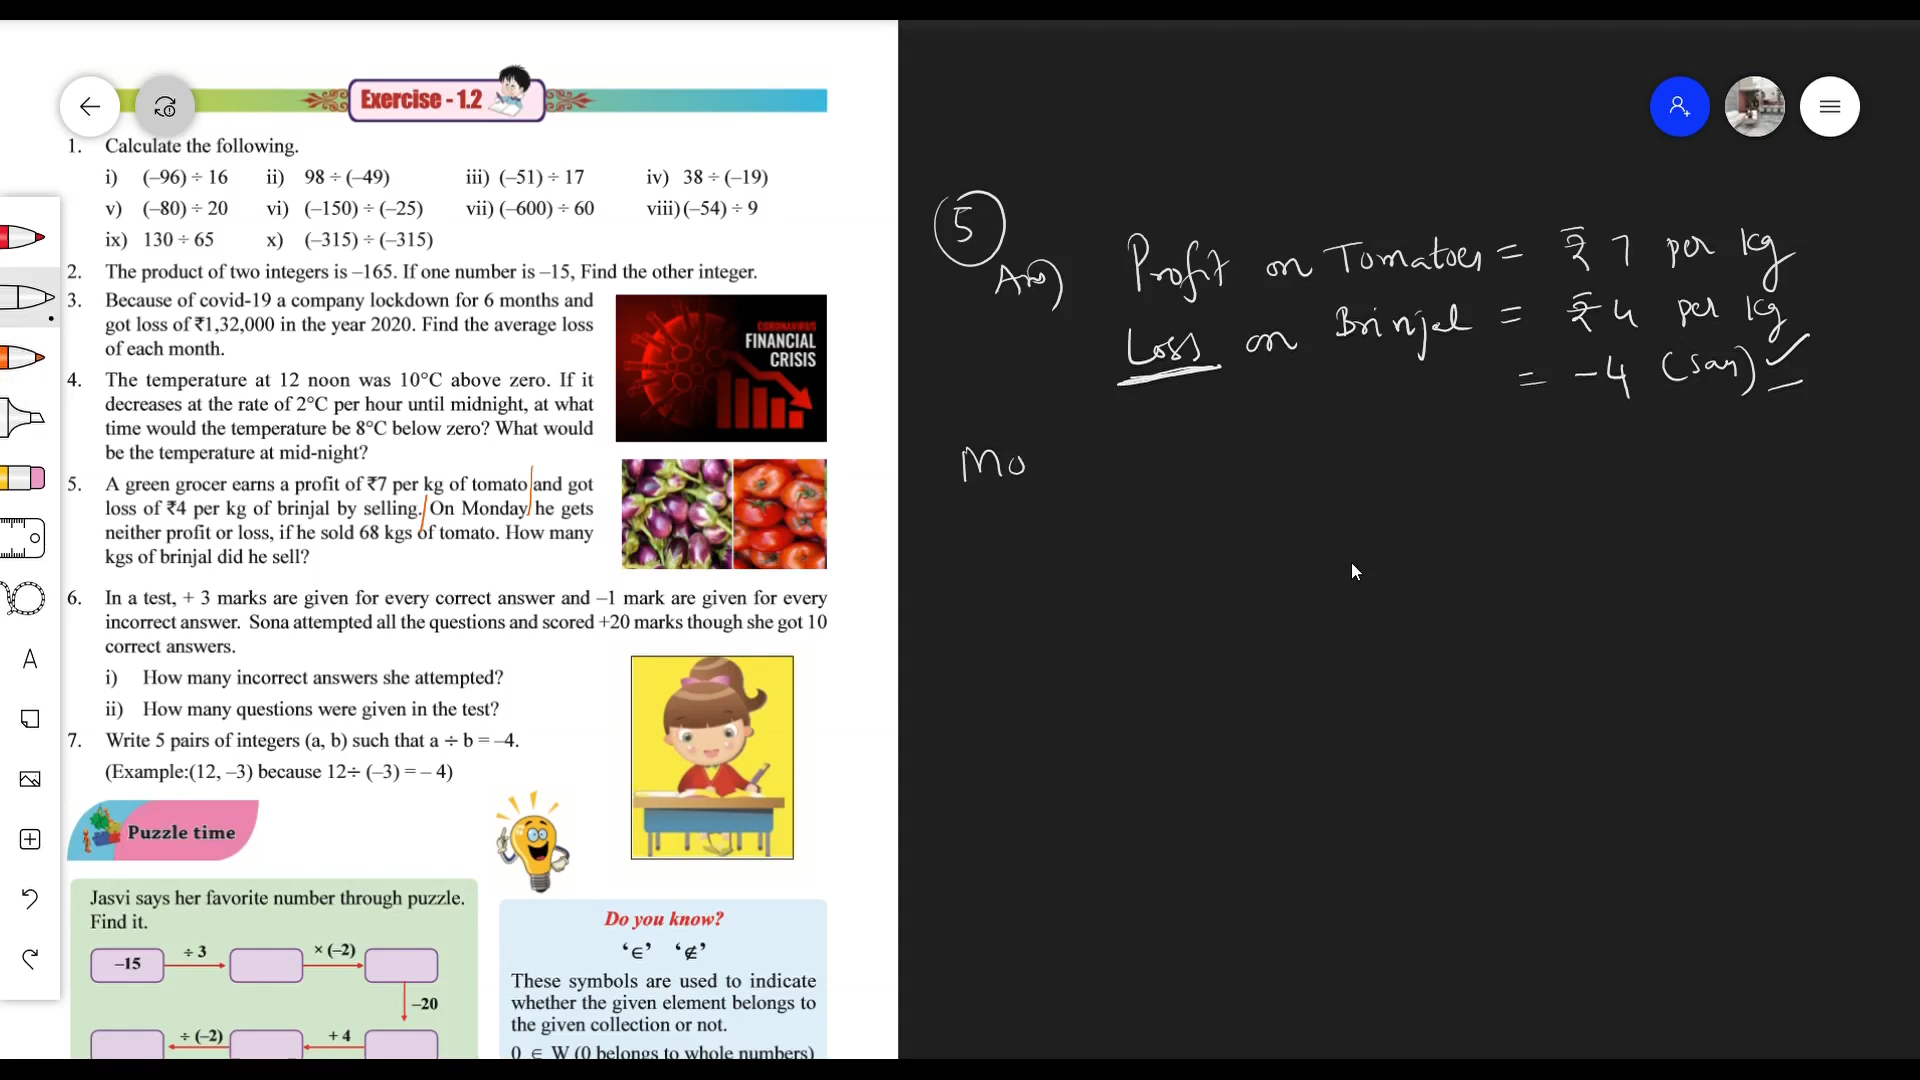 Exercise - 1.2
1. Calculate the following.
i) (–96) ÷ 16 ii) 98 ÷ (–49) iii) (–51) ÷ 17 iv) 38 ÷ (–19)
v) (–80) ÷ 20 vi) (–150) ÷ (–25) vii) (–600) ÷ 60 viii) (–54) ÷ 9
ix) 130 ÷ 65 x) (–315) ÷ (–315)
2. The product of two integers is –165. If one number is –15, Find the other integer.
3. Because of covid-19 a company lockdown for 6 months and
got loss of ₹1,32,000 in the year 2020. Find the average loss
of each month.
CORONAVIRUS
FINANCIAL
CRISIS
4. The temperature at 12 noon was 10°C above zero. If it
decreases at the rate of 2°C per hour until midnight, at what
time would the temperature be 8°C below zero? What would
be the temperature at mid-night?
5. A green grocer earns a profit of ₹7 per kg of tomato and got
loss of ₹4 per kg of brinjal by selling. On Monday he gets
neither profit or loss, if he sold 68 kgs of tomato. How many
kgs of brinjal did he sell?
6. In a test, + 3 marks are given for every correct answer and –1 mark are given for every
incorrect answer. Sona attempted all the questions and scored +20 marks though she got 10
correct answers.
i) How many incorrect answers she attempted?
ii) How many questions were given in the test?
7. Write 5 pairs of integers (a, b) such that a ÷ b = –4.
(Example:(12, –3) because 12÷ (–3) = – 4)
Puzzle time
Jasvi says her favorite number through puzzle.
Find it.
–15 ÷ 3 × (–2)
–20
÷ (–2) + 4
Do you know?
‘∈’ ‘∉’
These symbols are used to indicate
whether the given element belongs to
the given collection or not.
0 ∈ W (0 belongs to whole numbers)
A
5
Ans) Profit on Tomatoes = ₹ 7 per kg
Loss on Brinjal = ₹ 4 per kg
= -4 (say)
Mo